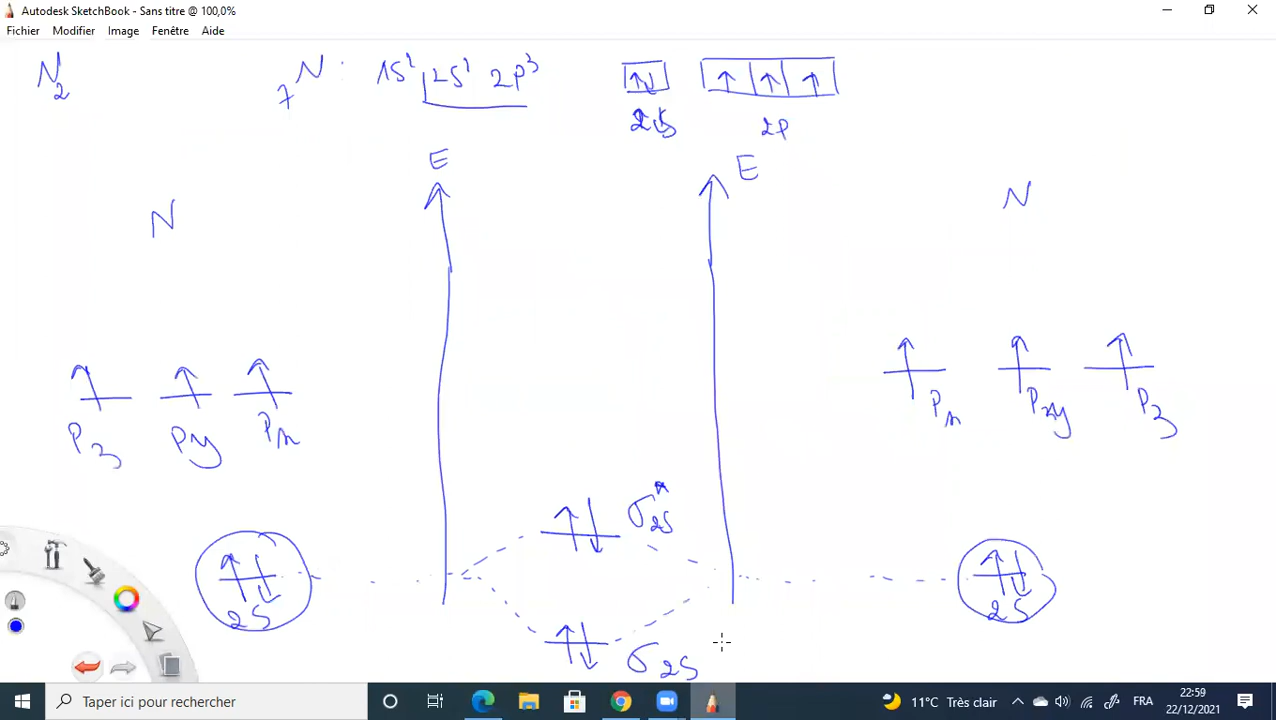 Autodesk SketchBook - Sans titre @ 100,0%
Fichier Modifier Image Fenêtre Aide
N2 7N : 1S² 2S² 2P³
2S 2P
E E
N N
Pz Py Px Px Py Pz
σ*2S
2S 2S
σ2S
Taper ici pour rechercher
11°C Très clair FRA 22:59
22/12/2021